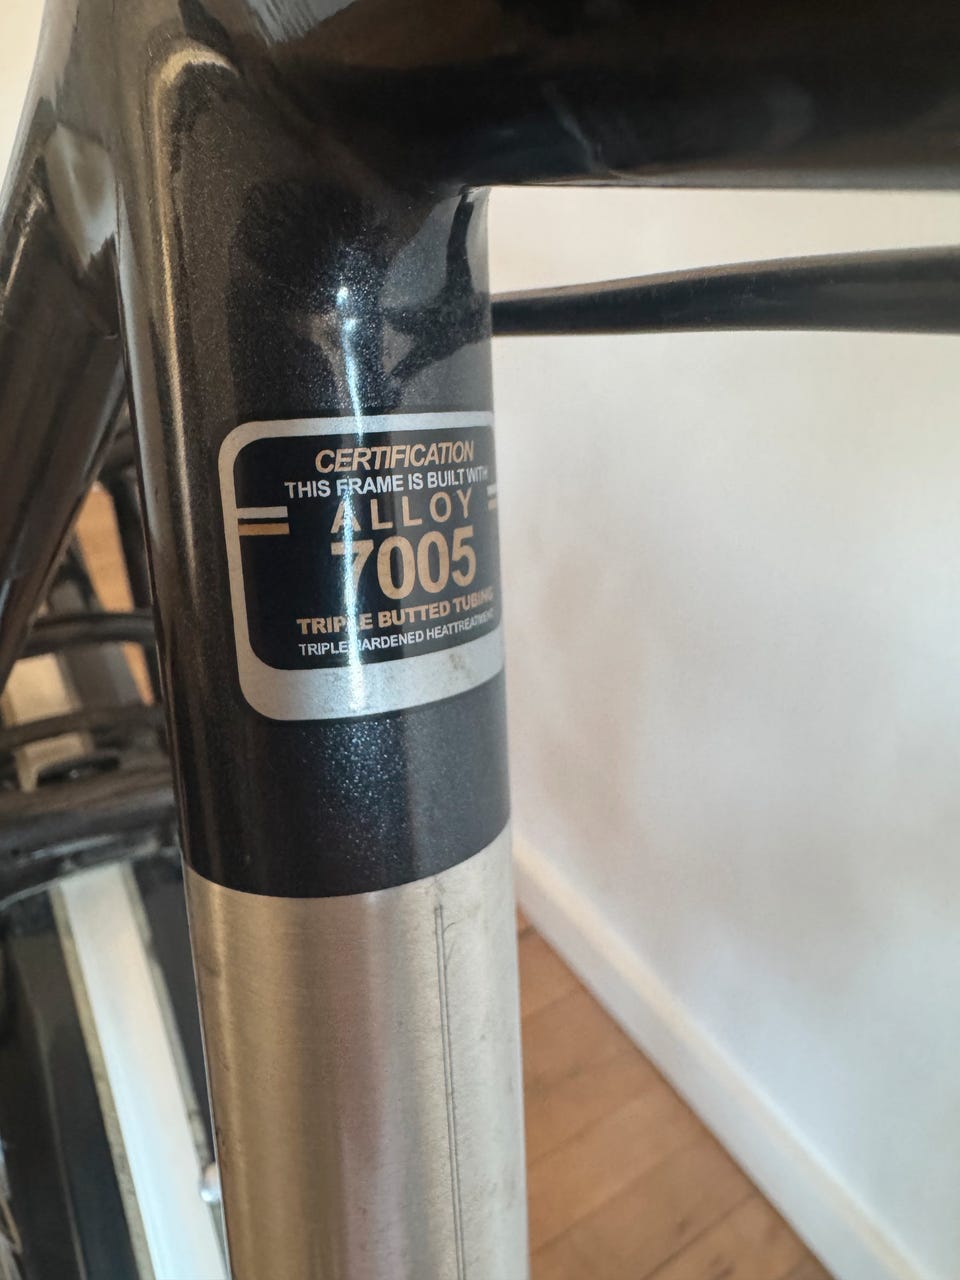 CERTIFICATION
THIS FRAME IS BUILT WITH
ALLOY
7005
TRIPLE BUTTED TUBING
TRIPLE HARDENED HEATTREATMENT